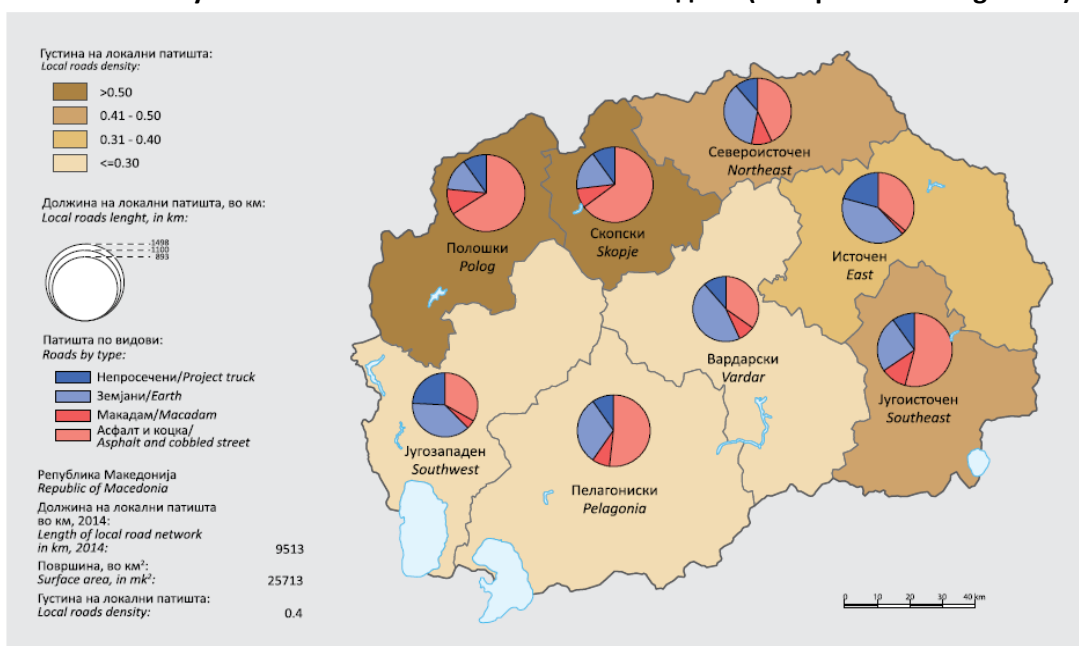 Густина на локални патишта:
Local roads density:
>0.50
0.41 - 0.50
0.31 - 0.40
<=0.30
Должина на локални патишта, во км:
Local roads lenght, in km:
1498
1100
893
Патишта по видови:
Roads by type:
Непросечени/Project truck
Земјани/Earth
Макадам/Macadam
Асфалт и коцка/
Asphalt and cobbled street
Република Македонија
Republic of Macedonia
Должина на локални патишта
во км, 2014:
Length of local road network
in km, 2014: 9513
Површина, во км²:
Surface area, in mk²: 25713
Густина на локални патишта:
Local roads density: 0.4
Североисточен
Northeast
Полошки
Polog
Скопски
Skopje
Источен
East
Вардарски
Vardar
Југоисточен
Southeast
Југозападен
Southwest
Пелагониски
Pelagonia
0 10 20 30 40 км